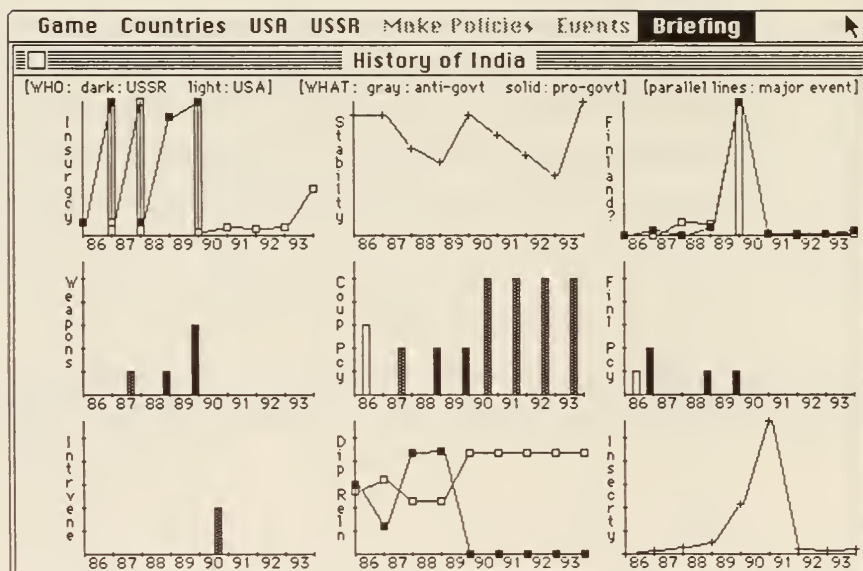 Game Countries USA USSR Make Policies Events Briefing
History of India
[WHO: dark:USSR light:USA] [WHAT: gray:anti-govt solid:pro-govt] [parallel lines:major event]
Insurgcy
86 87 88 89 90 91 92 93
Stability
86 87 88 89 90 91 92 93
Finland?
86 87 88 89 90 91 92 93
Weapons
86 87 88 89 90 91 92 93
Coup Pcy
86 87 88 89 90 91 92 93
Finl Pcy
86 87 88 89 90 91 92 93
Intrvene
86 87 88 89 90 91 92 93
Dip Reln
86 87 88 89 90 91 92 93
Insecrty
86 87 88 89 90 91 92 93